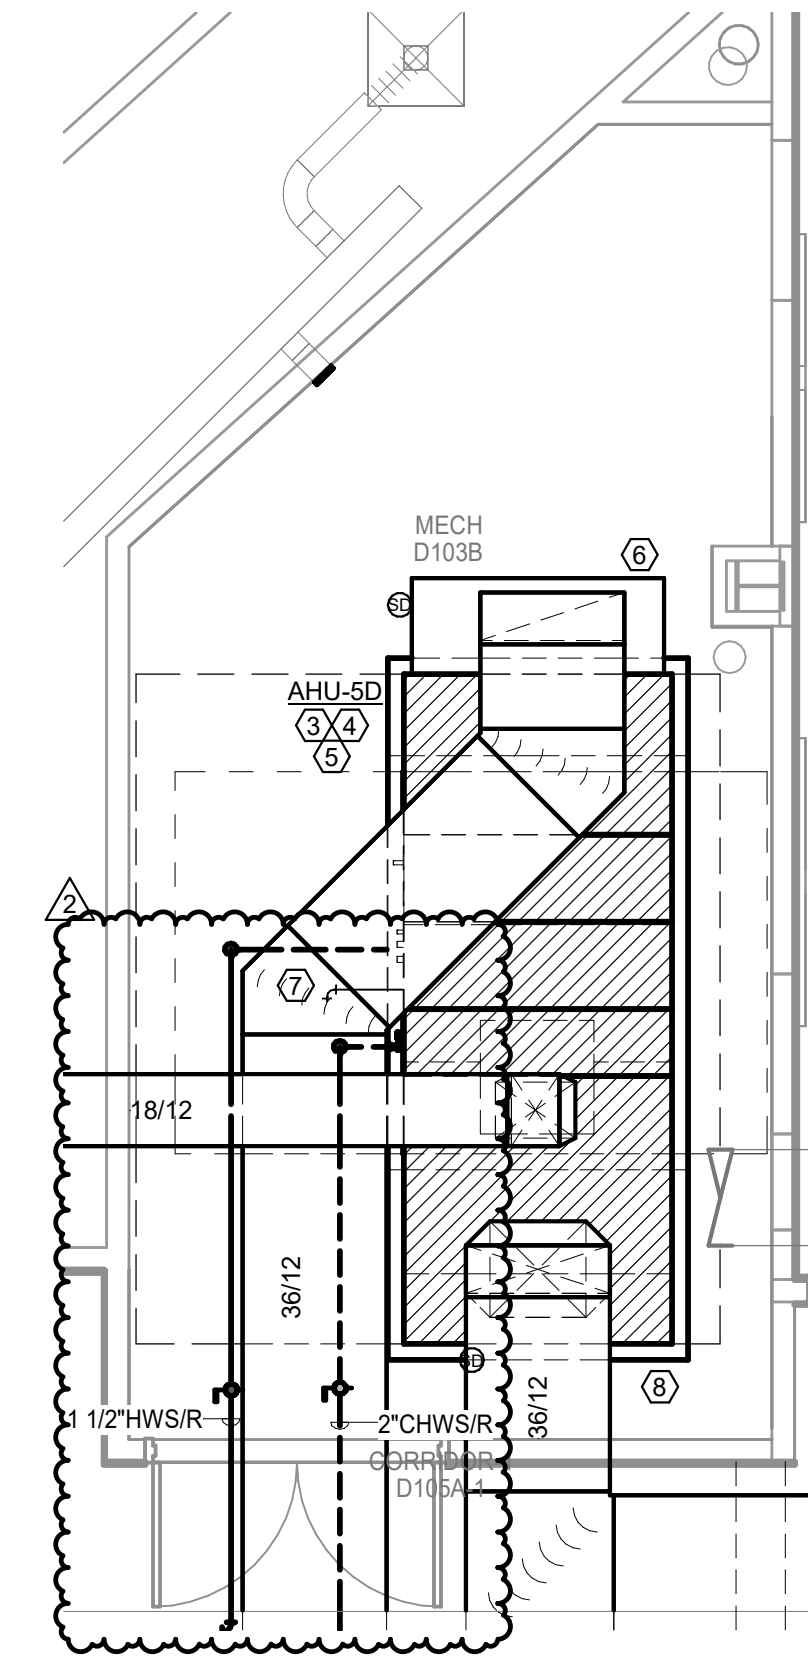 MECH
D103B
6
SD
AHU-5D
3 4
5
2
7
18/12
36/12
SD
8
36/12
1 1/2"HWS/R
2"CHWS/R
CORRIDOR-1
D105A-1